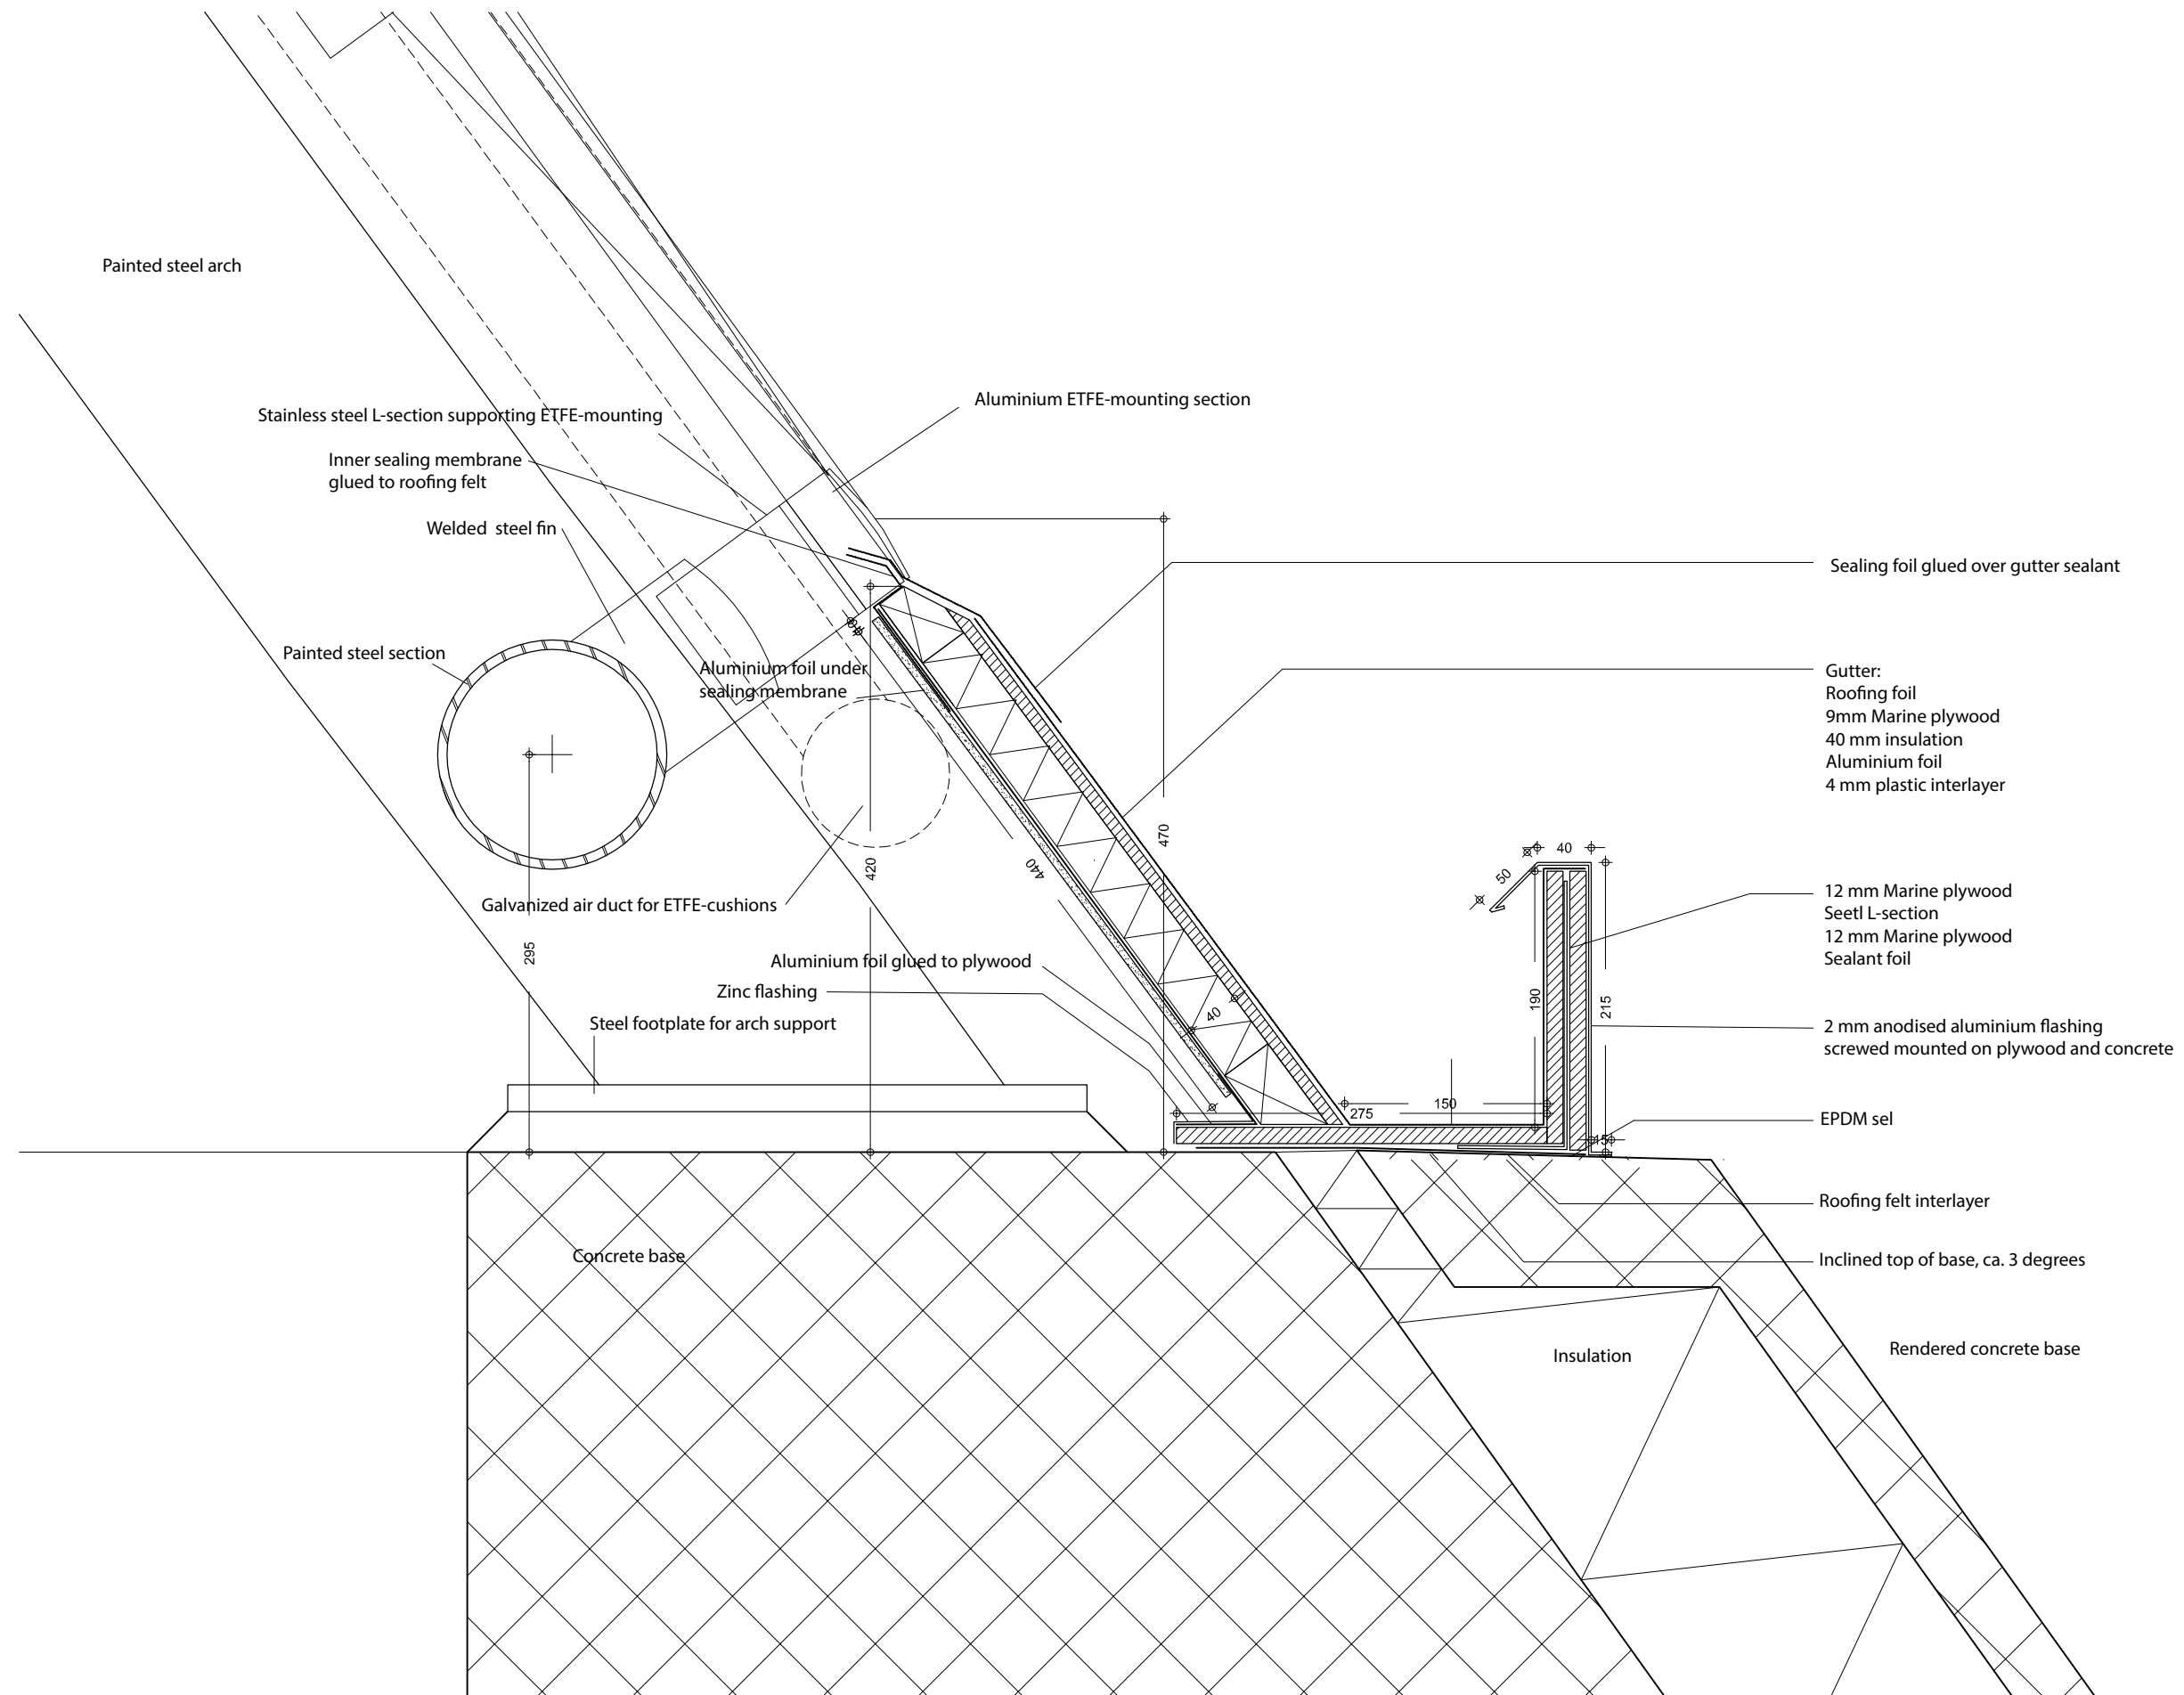 Painted steel arch
Stainless steel L-section supporting ETFE-mounting
Aluminium ETFE-mounting section
Inner sealing membrane
glued to roofing felt
Welded  steel fin
Sealing foil glued over gutter sealant
Painted steel section
Aluminium foil under
sealing membrane
Gutter:
Roofing foil
9mm Marine plywood
40 mm insulation
Aluminium foil
4 mm plastic interlayer
470
440
420
40
50
Galvanized air duct for ETFE-cushions
12 mm Marine plywood
Seetl L-section
12 mm Marine plywood
Sealant foil
295
Aluminium foil glued to plywood
Zinc flashing
Steel footplate for arch support
40
190
215
2 mm anodised aluminium flashing
screwed mounted on plywood and concrete
150
275
15
EPDM sel
Roofing felt interlayer
Concrete base
Inclined top of base, ca. 3 degrees
Insulation
Rendered concrete base